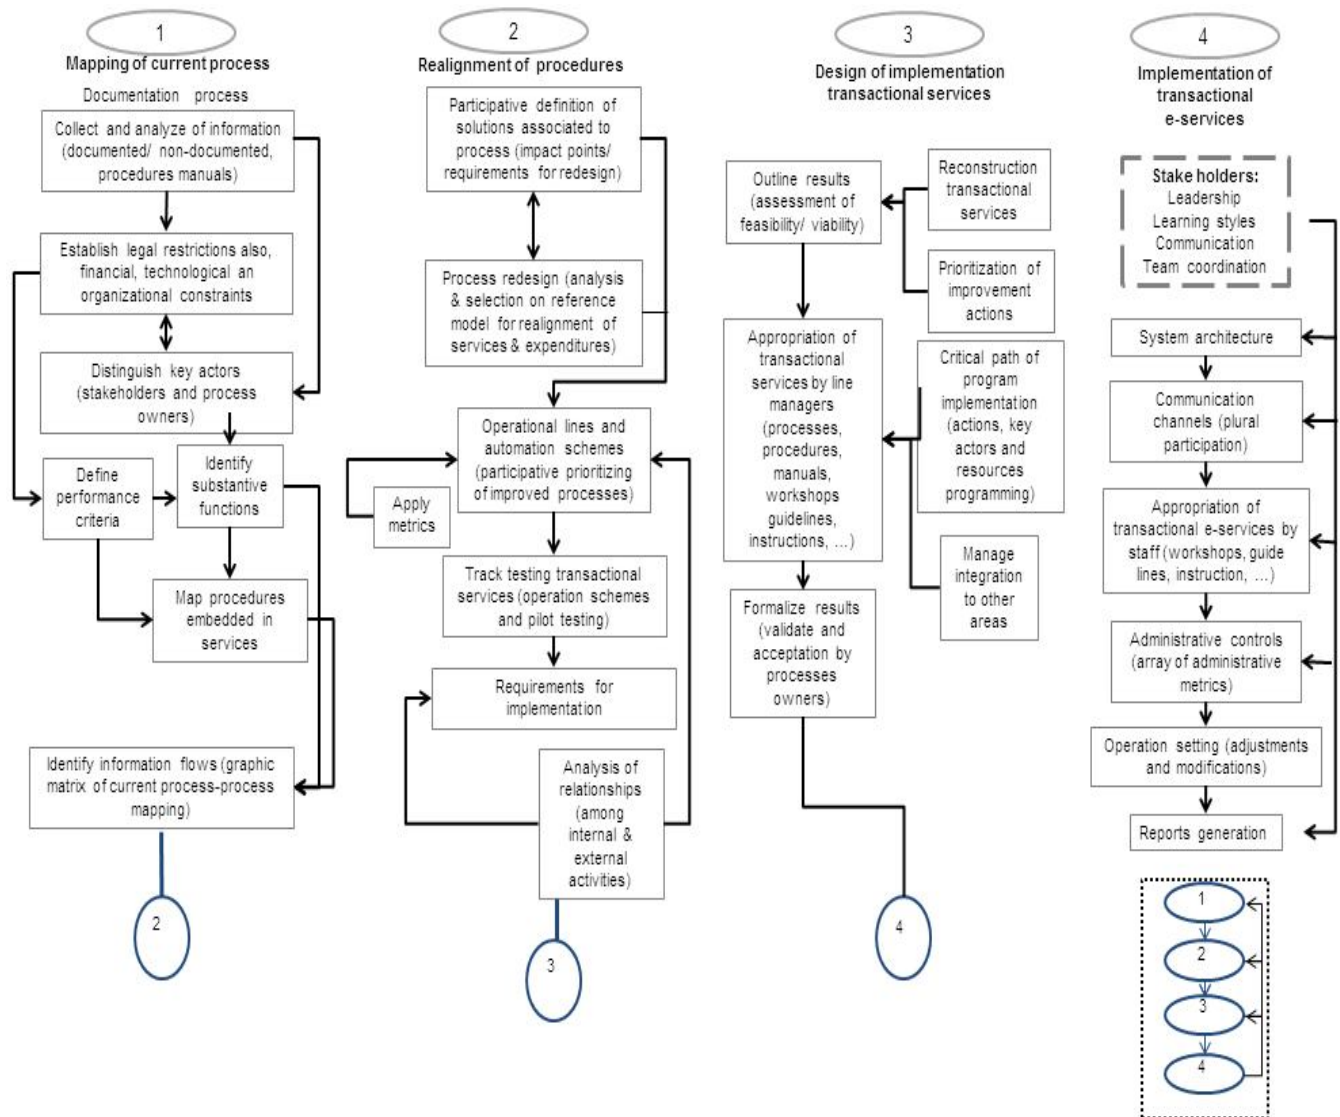 1
Mapping of current process
Documentation process
Collect and analyze of information
(documented/ non-documented,
procedures manuals)
Establish legal restrictions also,
financial, technological an
organizational constraints
Distinguish key actors
(stakeholders and process
owners)
Define
performance
criteria
Identify
substantive
functions
Map procedures
embedded in
services
Identify information flows (graphic
matrix of current process-process
mapping)
2
2
Realignment of procedures
Participative definition of
solutions associated to
process (impact points/
requirements for redesign)
Process redesign (analysis
& selection on reference
model for realignment of
services & expenditures)
Operational lines and
automation schemes
(participative prioritizing
of improved processes)
Apply
metrics
Track testing transactional
services (operation schemes
and pilot testing)
Requirements for
implementation
Analysis of
relationships
(among
internal &
external
activities)
3
3
Design of implementation
transactional services
Outline results
(assessment of
feasibility/ viability)
Reconstruction
transactional
services
Prioritization of
improvement
actions
Appropriation of
transactional
services by line
managers
(processes,
procedures,
manuals,
workshops
guidelines,
instructions, ...)
Critical path of
program
implementation
(actions, key
actors and
resources
programming)
Manage
integration
to other
areas
Formalize results
(validate and
acceptation by
processes
owners)
4
4
Implementation of
transactional
e-services
Stake holders:
Leadership
Learning styles
Communication
Team coordination
System architecture
Communication
channels (plural
participation)
Appropriation of
transactional e-services by
staff (workshops, guide
lines, instruction, ...)
Administrative controls
(array of administrative
metrics)
Operation setting (adjustments
and modifications)
Reports generation
1
2
3
4